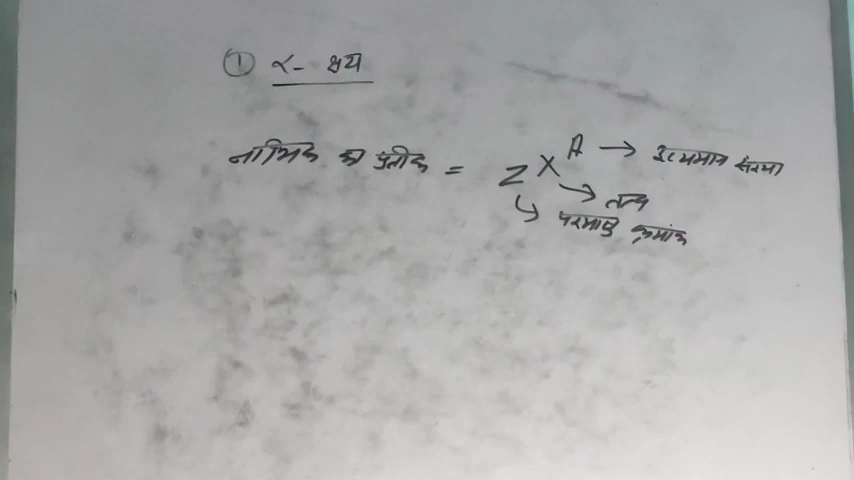 ① α- क्षय
नाभिक का प्रतीक = Z X A → द्रव्यमान संख्या
→ तत्व
↳ परमाणु क्रमांक